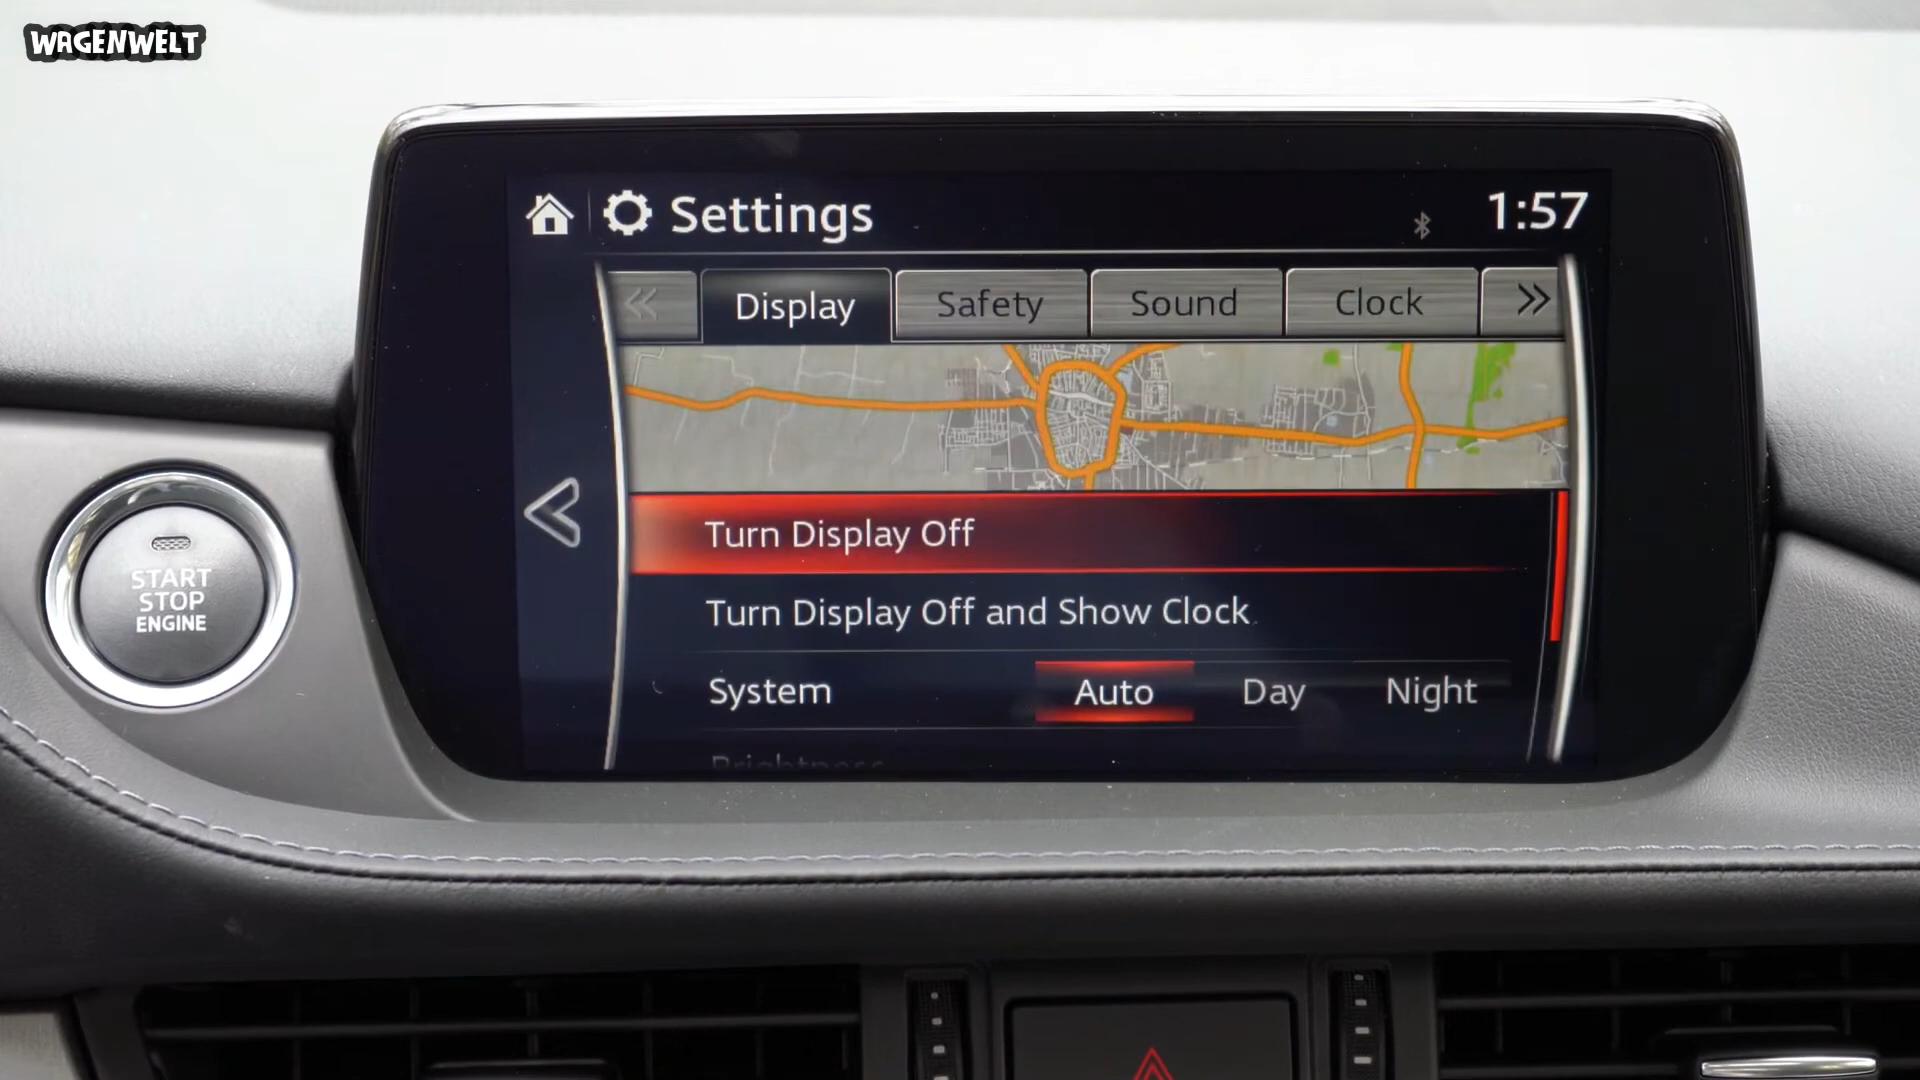 WAGENWELT
Settings
1:57
Display
Safety
Sound
Clock
Turn Display Off
Turn Display Off and Show Clock
System
Auto
Day
Night
Brightness
START
STOP
ENGINE